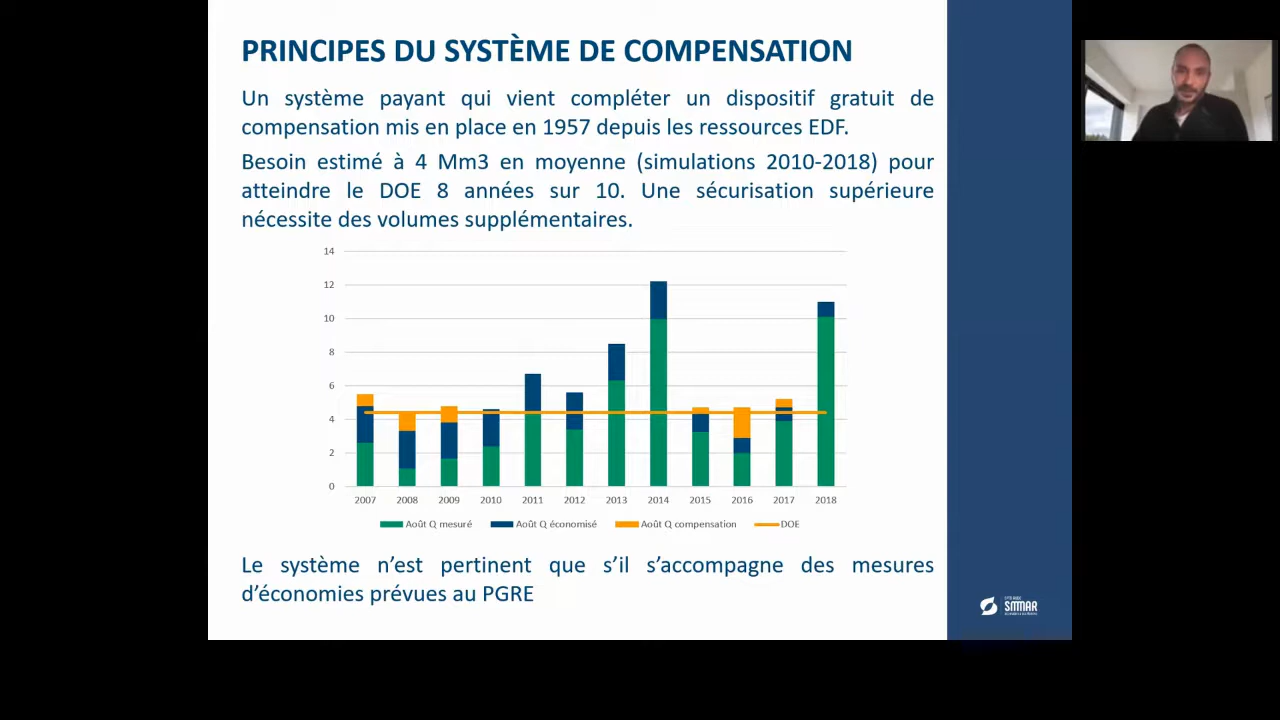 PRINCIPES DU SYSTÈME DE COMPENSATION
Un système payant qui vient compléter un dispositif gratuit de
compensation mis en place en 1957 depuis les ressources EDF.
Besoin estimé à 4 Mm3 en moyenne (simulations 2010-2018) pour
atteindre le DOE 8 années sur 10. Une sécurisation supérieure
nécessite des volumes supplémentaires.
14
12
10
8
6
4
2
0
2007 2008 2009 2010 2011 2012 2013 2014 2015 2016 2017 2018
Août Q mesuré Août Q économisé Août Q compensation DOE
Le système n'est pertinent que s'il s'accompagne des mesures
d'économies prévues au PGRE
SMMAR